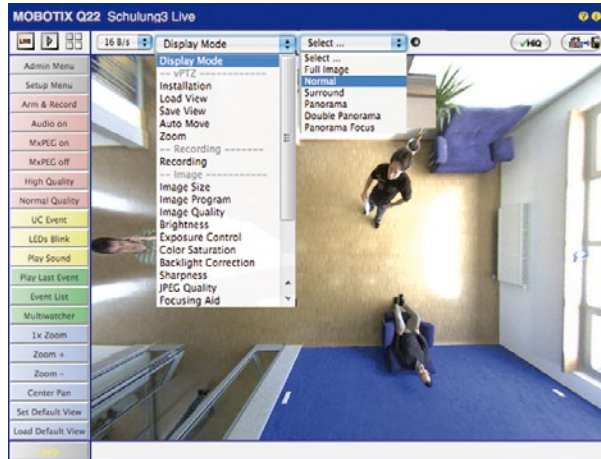 MOBOTIX Q22 Schulung3 Live
LIVE
16 B/s
Display Mode
Select ...
HiQ
Admin Menu
Setup Menu
Arm & Record
Audio on
MxPEG on
MxPEG off
High Quality
Normal Quality
UC Event
LEDs Blink
Play Sound
Play Last Event
Event List
Multiwatcher
1x Zoom
Zoom +
Zoom -
Center Pan
Set Default View
Load Default View
Help
Display Mode
-- vPTZ ------------
Installation
Load View
Save View
Auto Move
Zoom
-- Recording -------
Recording
-- Image -----------
Image Size
Image Program
Image Quality
Brightness
Exposure Control
Color Saturation
Backlight Correction
Sharpness
JPEG Quality
Focusing Aid
Select ...
Full Image
Normal
Surround
Panorama
Double Panorama
Panorama Focus